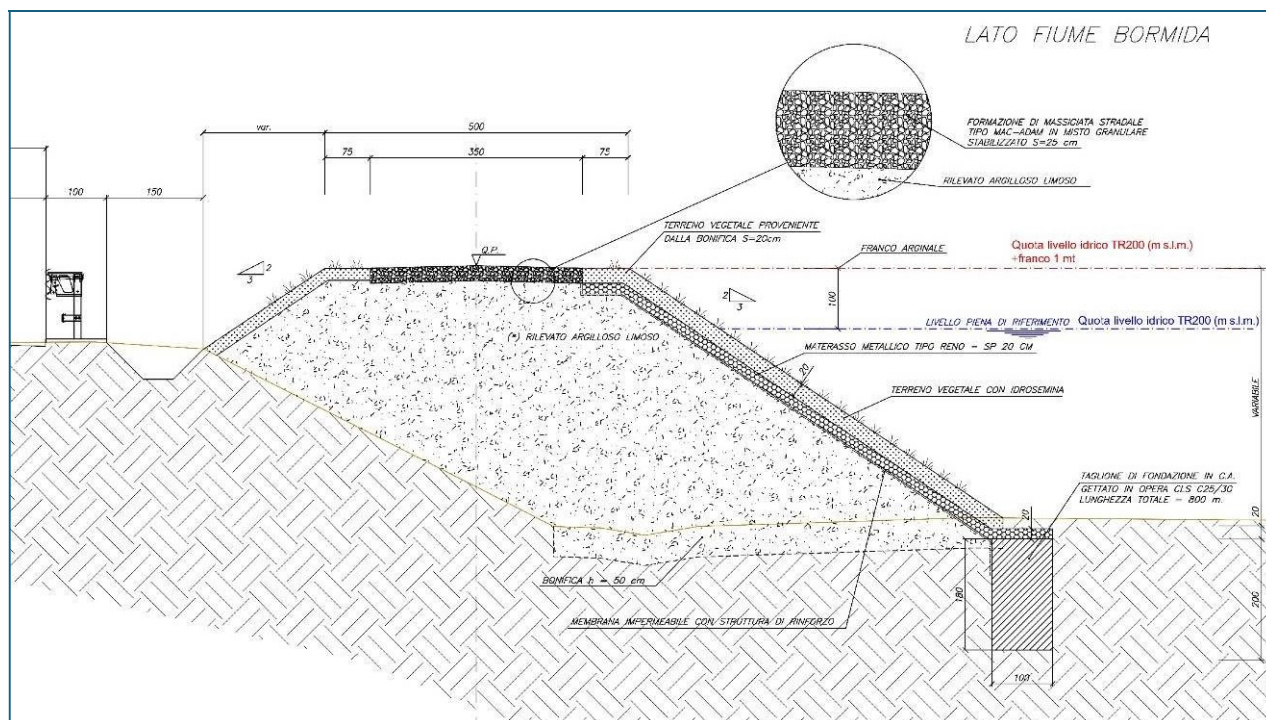 LATO FIUME BORMIDA
FORMAZIONE DI MASSICIATA STRADALE
TIPO MAC-ADAM IN MISTO GRANULARE
STABILIZZATO S=25 cm
RILEVATO ARGILLOSO LIMOSO
var.
500
75
350
75
100
150
TERRENO VEGETALE PROVENIENTE
DALLA BONIFICA S=20cm
Q.P.
FRANCO ARGINALE
Quota livello idrico TR200 (m s.l.m.)
+franco 1 mt
2
3
2
3
100
LIVELLO PIENA DI RIFERIMENTO
Quota livello idrico TR200 (m s.l.m.)
(*) RILEVATO ARGILLOSO LIMOSO
MATERASSO METALLICO TIPO RENO - SP 20 CM
20
TERRENO VEGETALE CON IDROSEMINA
VARIABILE
TAGLIONE DI FONDAZIONE IN C.A.
GETTATO IN OPERA CLS C25/30
LUNGHEZZA TOTALE = 800 m.
20
20
BONIFICA h = 50 cm
MEMBRANA IMPERMEABILE CON STRUTTURA DI RINFORZO
180
200
100